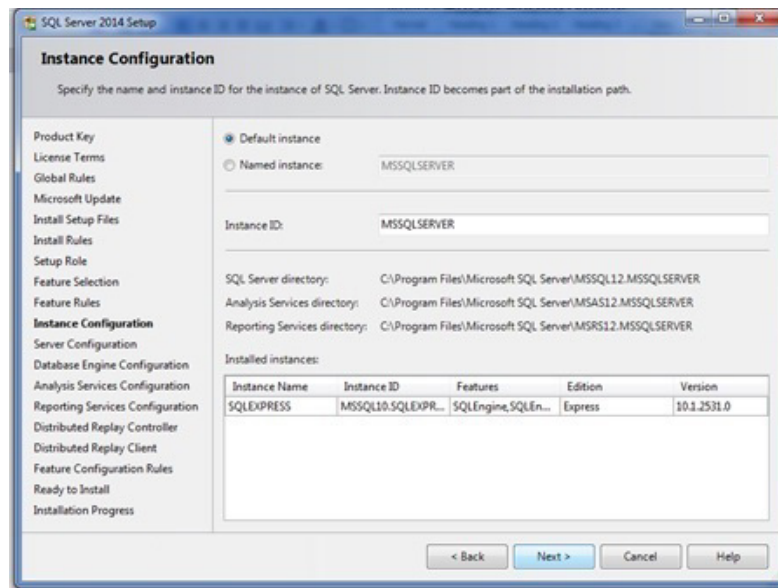 SQL Server 2014 Setup
Instance Configuration
Specify the name and instance ID for the instance of SQL Server. Instance ID becomes part of the installation path.
Product Key
License Terms
Global Rules
Microsoft Update
Install Setup Files
Install Rules
Setup Role
Feature Selection
Feature Rules
Instance Configuration
Server Configuration
Database Engine Configuration
Analysis Services Configuration
Reporting Services Configuration
Distributed Replay Controller
Distributed Replay Client
Feature Configuration Rules
Ready to Install
Installation Progress
Default instance
Named instance: MSSQLSERVER
Instance ID: MSSQLSERVER
SQL Server directory: C:\Program Files\Microsoft SQL Server\MSSQL12.MSSQLSERVER
Analysis Services directory: C:\Program Files\Microsoft SQL Server\MSAS12.MSSQLSERVER
Reporting Services directory: C:\Program Files\Microsoft SQL Server\MSRS12.MSSQLSERVER
Installed instances:
Instance Name Instance ID Features Edition Version
SQLEXPRESS MSSQL10.SQLEXPR... SQLEngine,SQLEn... Express 10.1.2531.0
< Back Next > Cancel Help